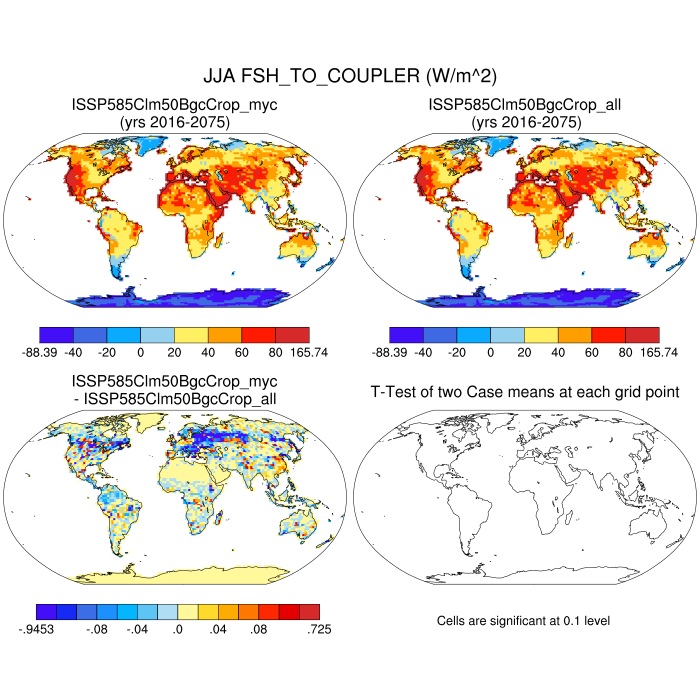 JJA FSH_TO_COUPLER (W/m^2)
ISSP585Clm50BgcCrop_myc
(yrs 2016-2075)
ISSP585Clm50BgcCrop_all
(yrs 2016-2075)
-88.39 -40 -20 0 20 40 60 80 165.74
-88.39 -40 -20 0 20 40 60 80 165.74
ISSP585Clm50BgcCrop_myc
- ISSP585Clm50BgcCrop_all
T-Test of two Case means at each grid point
-.9453 -.08 -.04 .0 .04 .08 .725
Cells are significant at 0.1 level